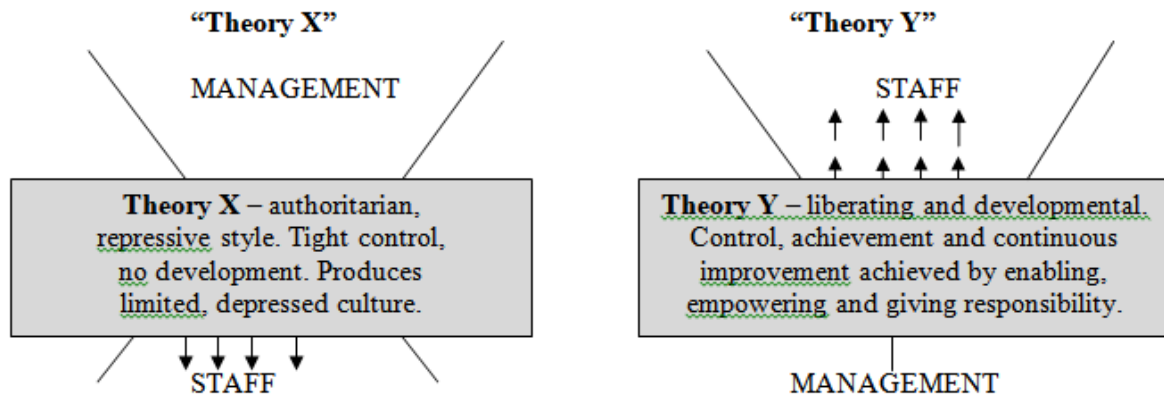 “Theory X”
MANAGEMENT
Theory X – authoritarian,
repressive style. Tight control,
no development. Produces
limited, depressed culture.
STAFF
“Theory Y”
STAFF
Theory Y – liberating and developmental.
Control, achievement and continuous
improvement achieved by enabling,
empowering and giving responsibility.
MANAGEMENT